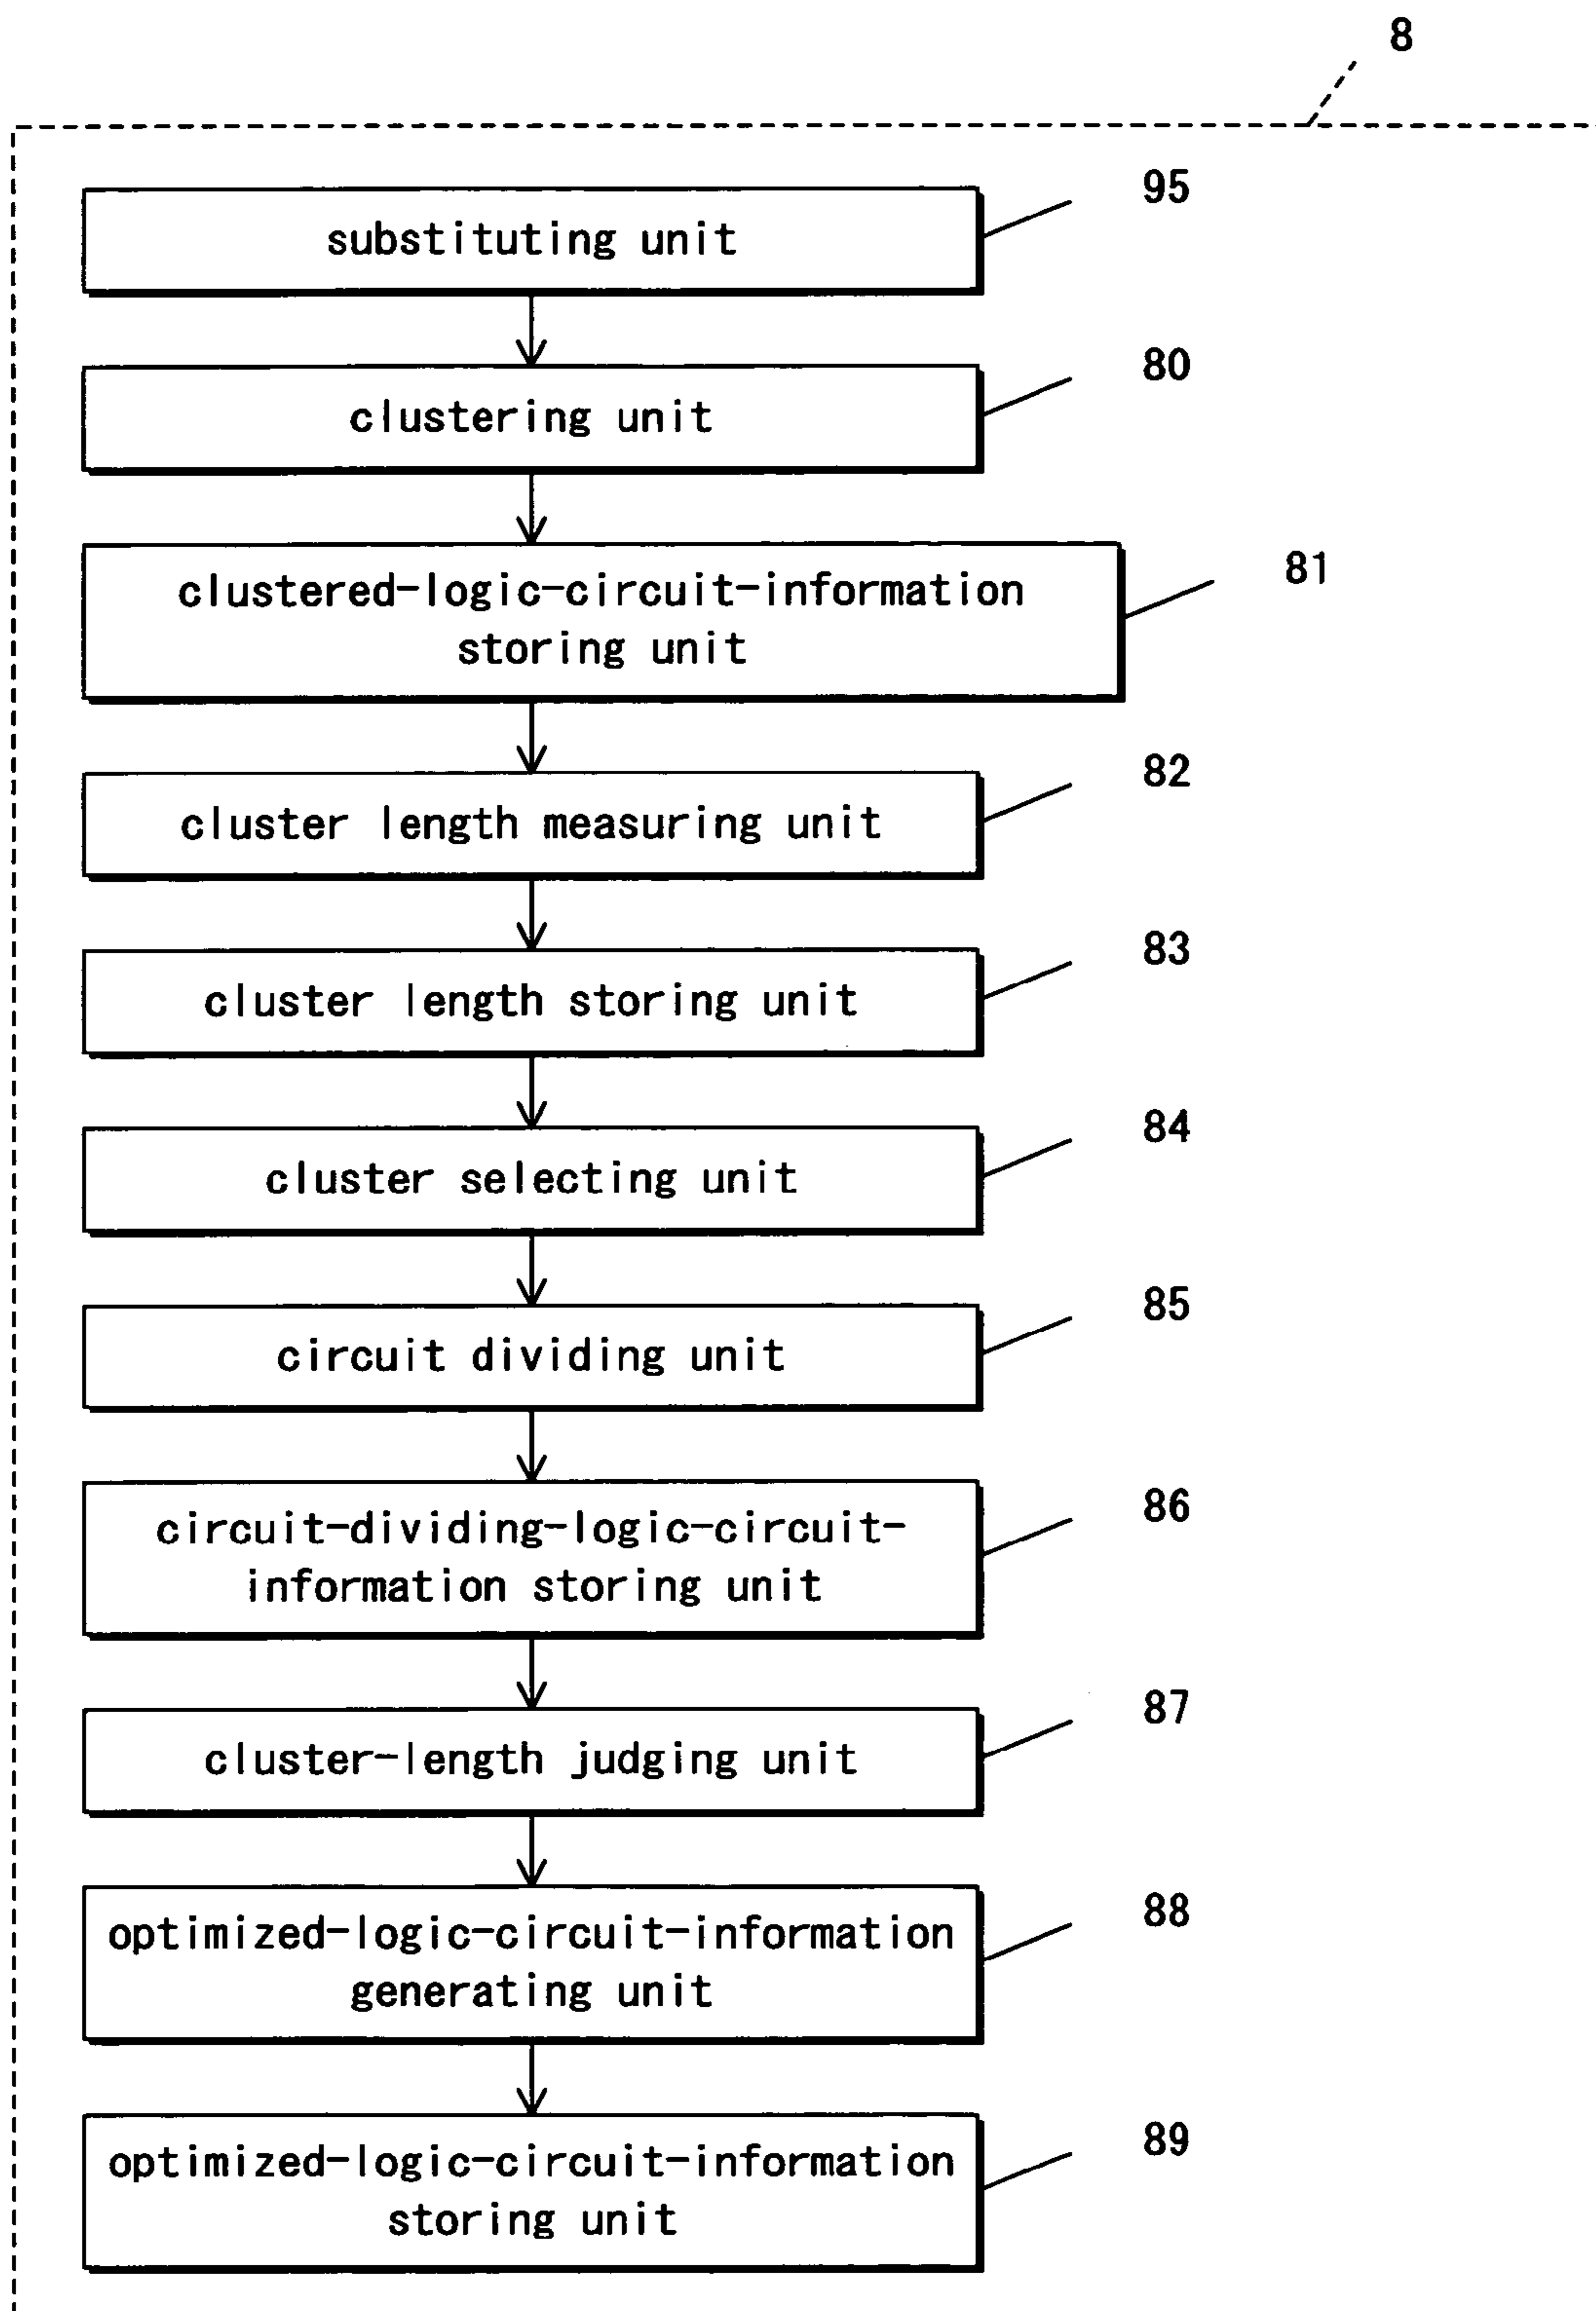 8
substituting unit
95
clustering unit
80
clustered-logic-circuit-information
storing unit
81
cluster length measuring unit
82
cluster length storing unit
83
cluster selecting unit
84
circuit dividing unit
85
circuit-dividing-logic-circuit-
information storing unit
86
cluster-length judging unit
87
optimized-logic-circuit-information
generating unit
88
optimized-logic-circuit-information
storing unit
89